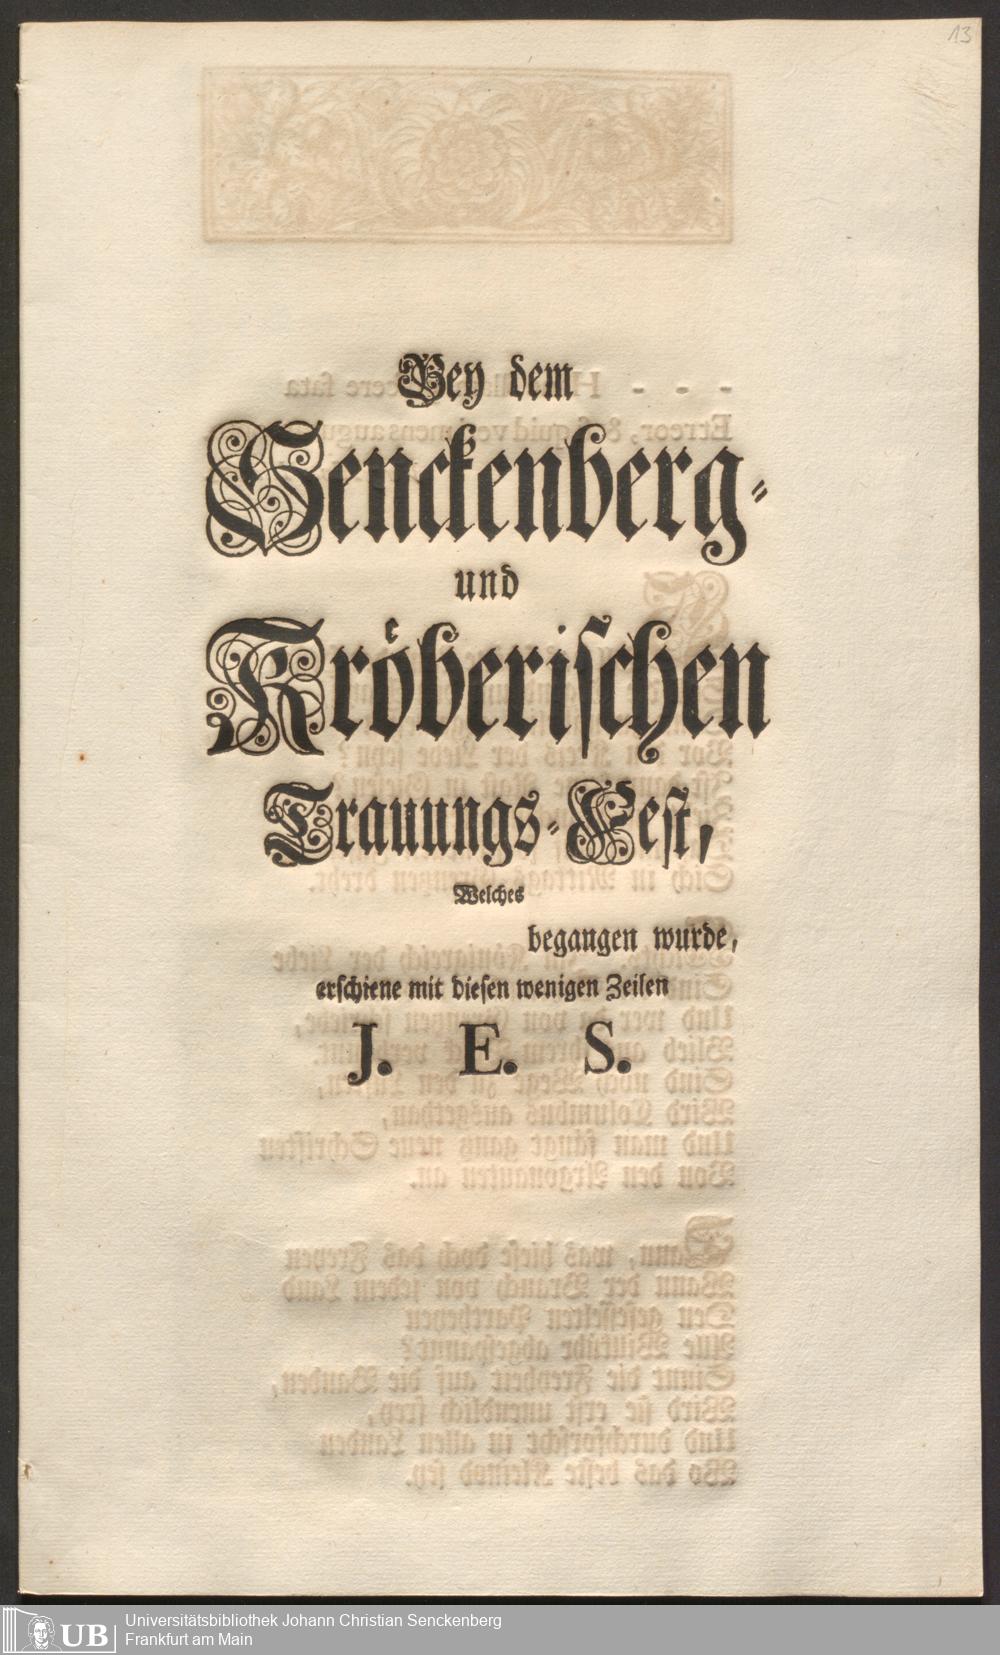 13
Bey dem
Senckenberg-
und
Kröberischen
Trauungs-Fest,
Welches
begangen wurde,
erschiene mit diesen wenigen Zeilen
J. E. S.
UB
Universitätsbibliothek Johann Christian Senckenberg
Frankfurt am Main